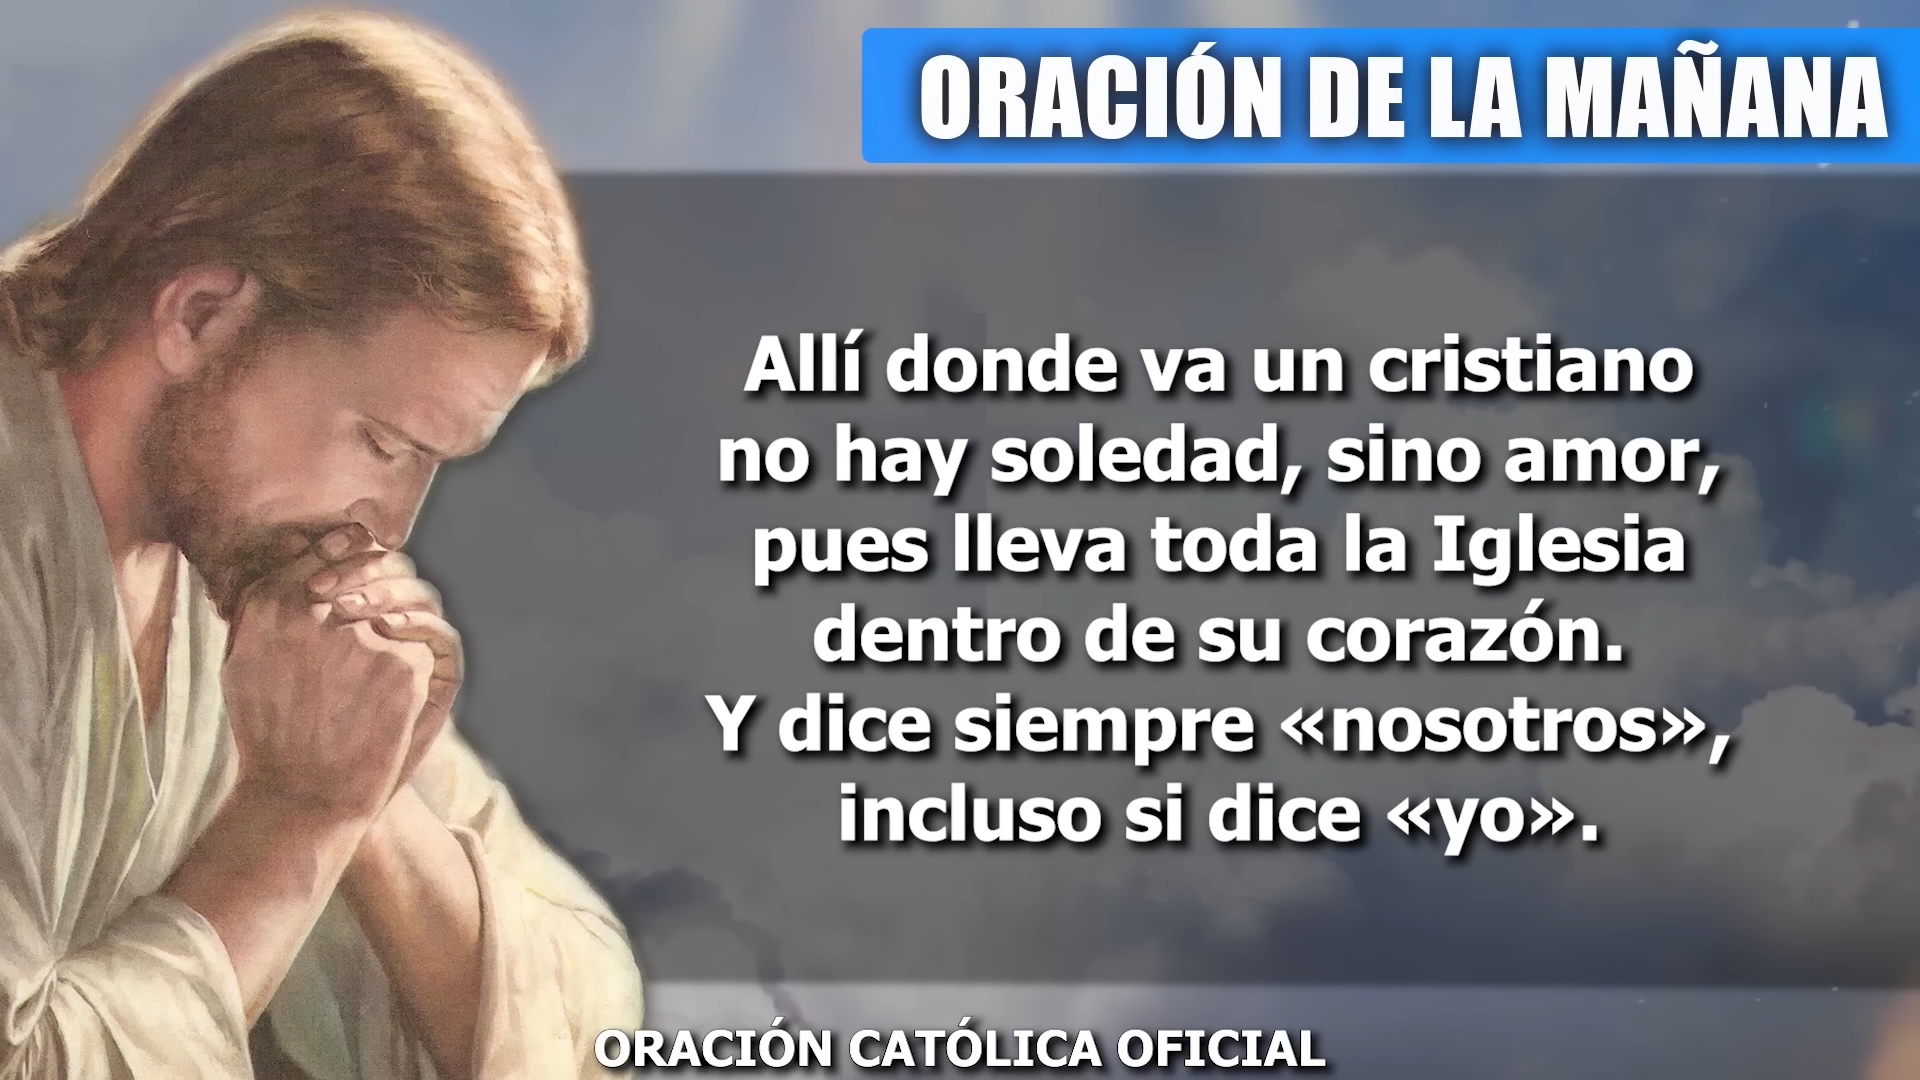 ORACIÓN DE LA MAÑANA
Allí donde va un cristiano
no hay soledad, sino amor,
pues lleva toda la Iglesia
dentro de su corazón.
Y dice siempre «nosotros»,
incluso si dice «yo».
ORACIÓN CATÓLICA OFICIAL